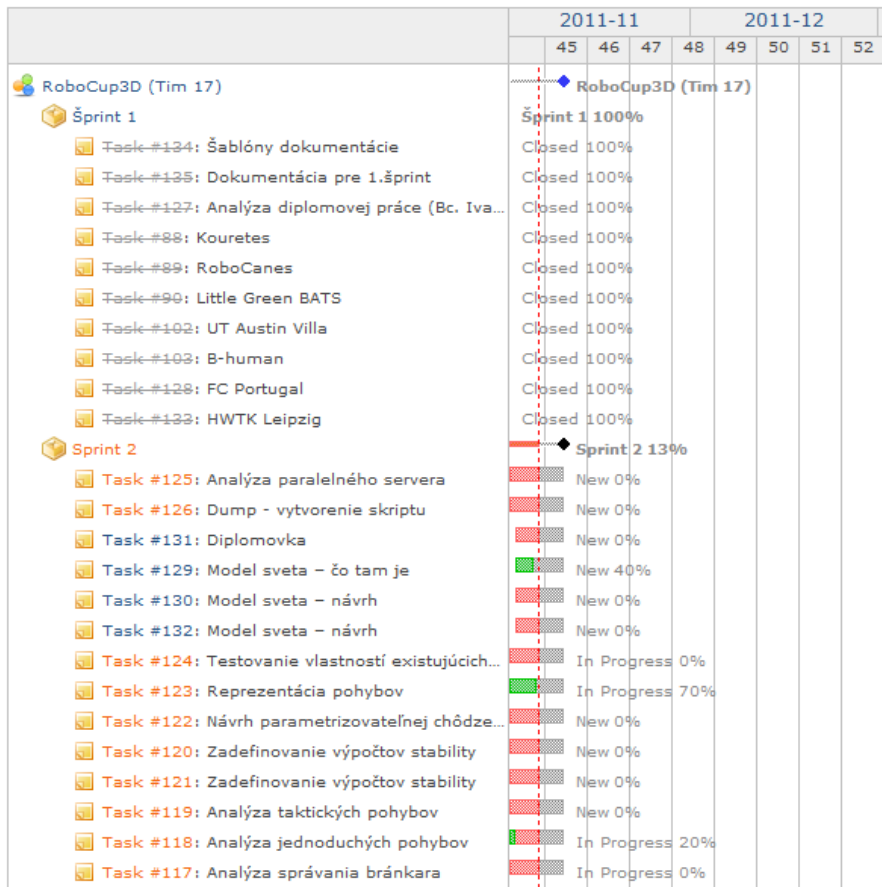 2011-11 2011-12
45 46 47 48 49 50 51 52
RoboCup3D (Tim 17) RoboCup3D (Tim 17)
Šprint 1 Šprint 1 100%
Task #134: Šablóny dokumentácie Closed 100%
Task #135: Dokumentácia pre 1.šprint Closed 100%
Task #127: Analýza diplomovej práce (Bc. Iva... Closed 100%
Task #88: Kouretes Closed 100%
Task #89: RoboCanes Closed 100%
Task #90: Little Green BATS Closed 100%
Task #102: UT Austin Villa Closed 100%
Task #103: B-human Closed 100%
Task #128: FC Portugal Closed 100%
Task #133: HWTK Leipzig Closed 100%
Sprint 2 Sprint 2 13%
Task #125: Analýza paralelného servera New 0%
Task #126: Dump - vytvorenie skriptu New 0%
Task #131: Diplomovka New 0%
Task #129: Model sveta – čo tam je New 40%
Task #130: Model sveta – návrh New 0%
Task #132: Model sveta – návrh New 0%
Task #124: Testovanie vlastností existujúcich... In Progress 0%
Task #123: Reprezentácia pohybov In Progress 70%
Task #122: Návrh parametrizovateľnej chôdze... New 0%
Task #120: Zadefinovanie výpočtov stability New 0%
Task #121: Zadefinovanie výpočtov stability New 0%
Task #119: Analýza taktických pohybov New 0%
Task #118: Analýza jednoduchých pohybov In Progress 20%
Task #117: Analýza správania bránkara In Progress 0%